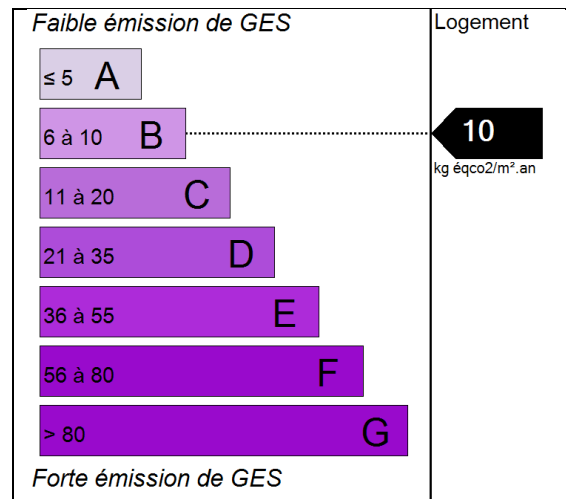 Faible émission de GES
Logement
≤ 5 A
6 à 10 B
10
kg éqco2/m².an
11 à 20 C
21 à 35 D
36 à 55 E
56 à 80 F
> 80 G
Forte émission de GES